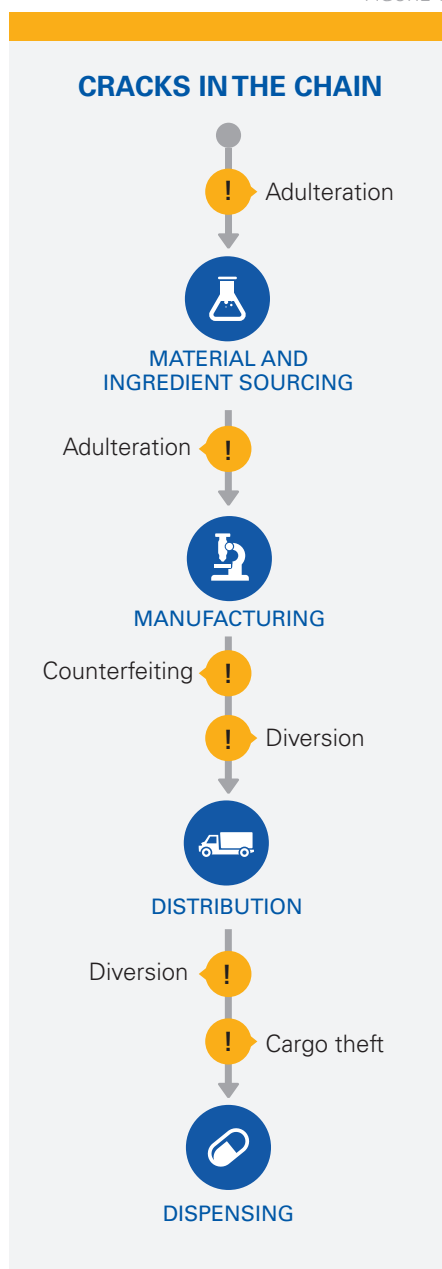 CRACKS IN THE CHAIN
!
Adulteration
MATERIAL AND
INGREDIENT SOURCING
Adulteration
!
MANUFACTURING
Counterfeiting
!
!
Diversion
DISTRIBUTION
Diversion
!
!
Cargo theft
DISPENSING